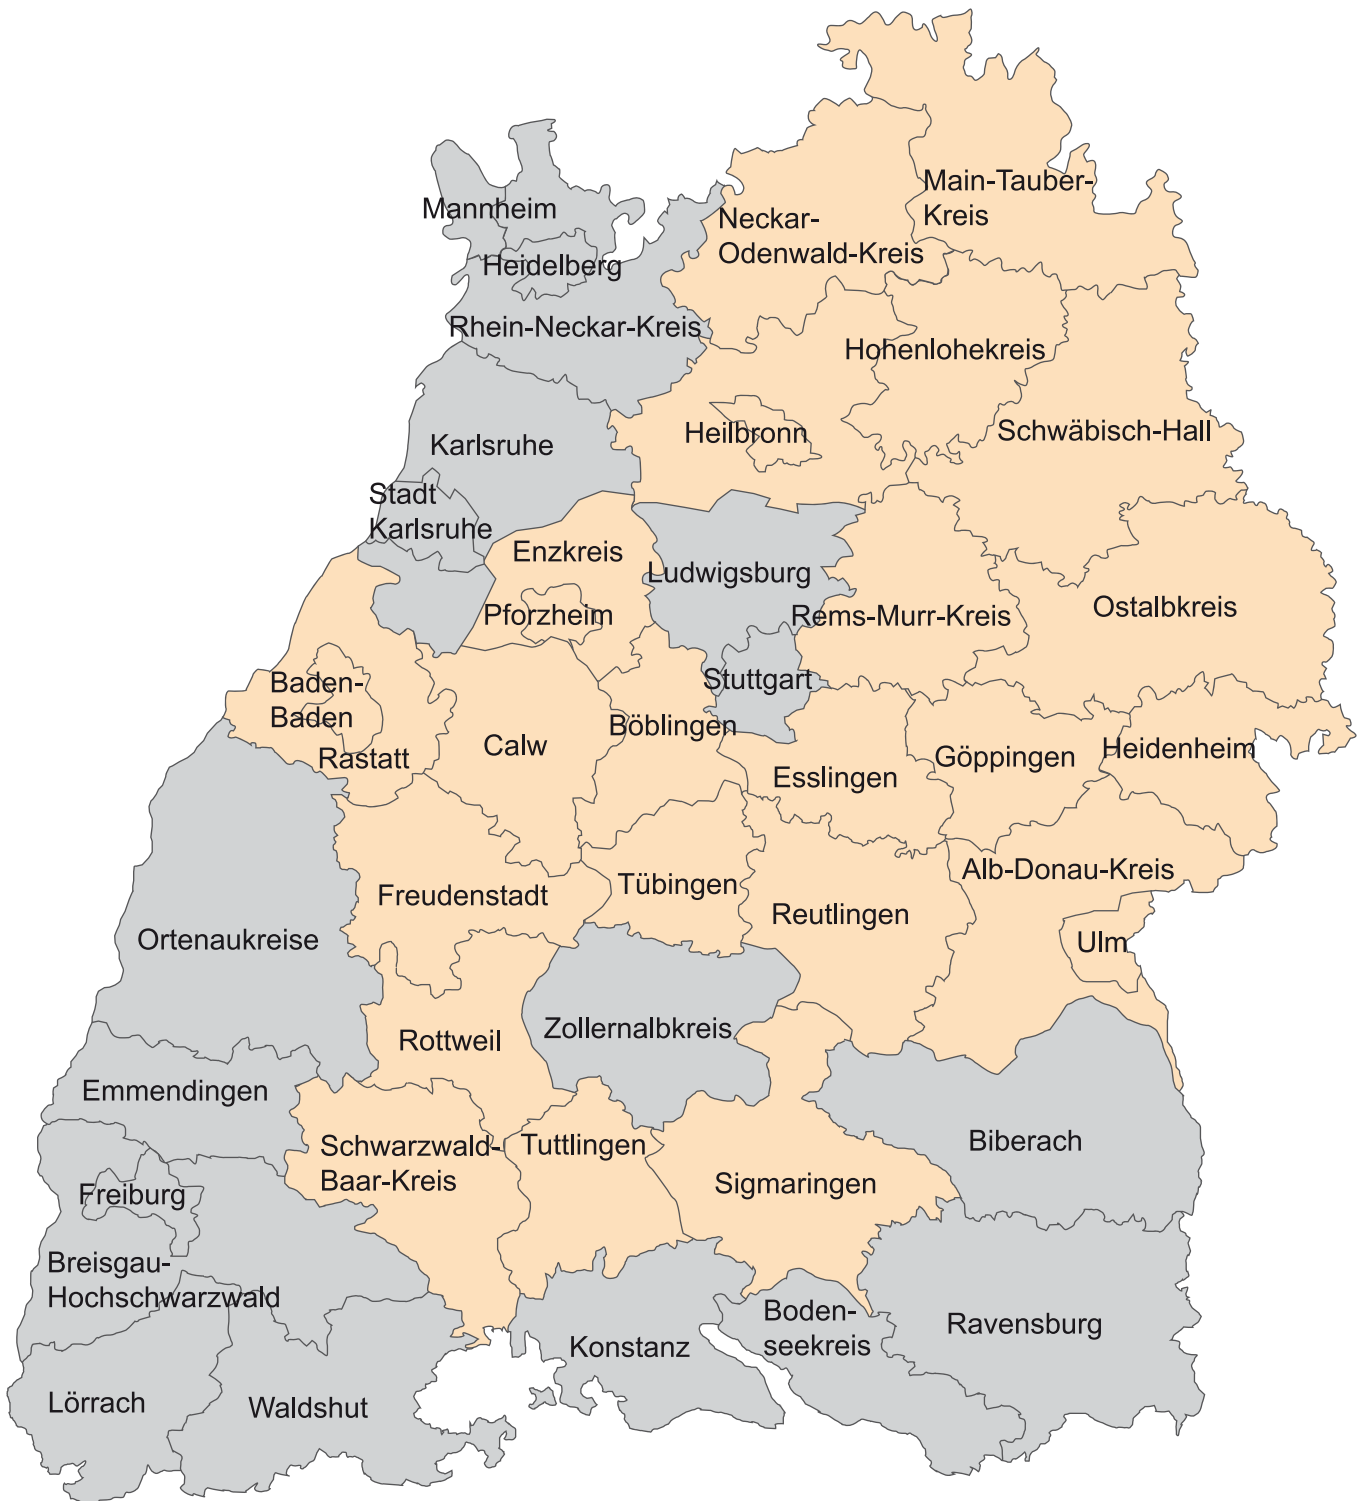 Main-Tauber-
Kreis
Mannheim
Neckar-
Odenwald-Kreis
Heidelberg
Rhein-Neckar-Kreis
Hohenlohekreis
Karlsruhe
Heilbronn
Schwäbisch-Hall
Stadt
Karlsruhe
Enzkreis
Ludwigsburg
Pforzheim
Rems-Murr-Kreis
Ostalbkreis
Stuttgart
Baden-
Baden
Rastatt
Calw
Böblingen
Esslingen
Göppingen
Heidenheim
Freudenstadt
Tübingen
Reutlingen
Alb-Donau-Kreis
Ulm
Ortenaukreise
Rottweil
Zollernalbkreis
Emmendingen
Schwarzwald-
Baar-Kreis
Tuttlingen
Sigmaringen
Biberach
Freiburg
Breisgau-
Hochschwarzwald
Konstanz
Boden-
seekreis
Ravensburg
Lörrach
Waldshut